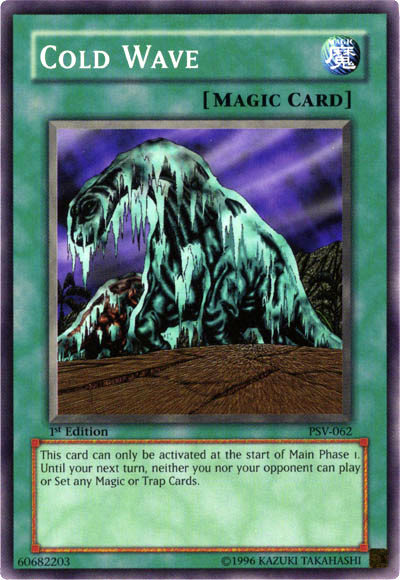 COLD WAVE
MAGIC
魔
[MAGIC CARD]
1st Edition
PSV-062
This card can only be activated at the start of Main Phase 1.
Until your next turn, neither you nor your opponent can play
or Set any Magic or Trap Cards.
60682203
©1996 KAZUKI TAKAHASHI